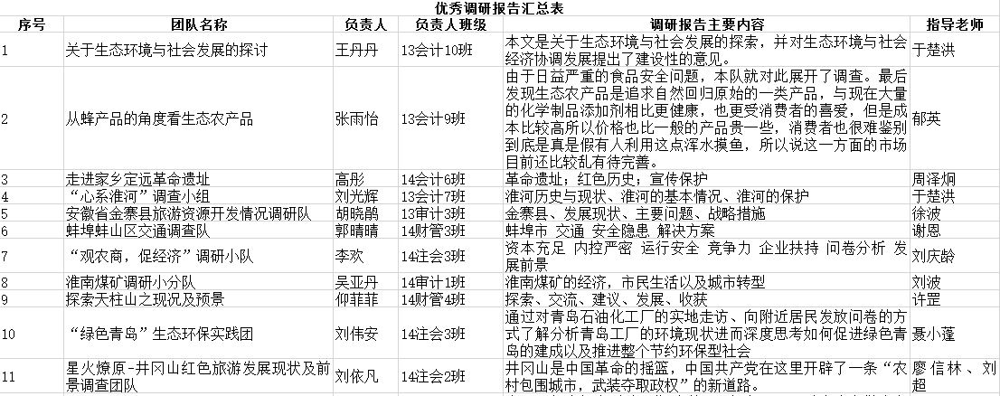 优秀调研报告汇总表
序号 团队名称 负责人 负责人班级 调研报告主要内容 指导老师
1 关于生态环境与社会发展的探讨 王丹丹 13会计10班 本文是关于生态环境与社会发展的探索，并对生态环境与社会
经济协调发展提出了建设性的意见。 于楚洪
2 从蜂产品的角度看生态农产品 张雨怡 13会计9班 由于日益严重的食品安全问题，本队就对此展开了调查。最后
发现生态农产品是追求自然回归原始的一类产品，与现在大量
的化学制品添加剂相比更健康，也更受消费者的喜爱，但是成
本比较高所以价格也比一般的产品贵一些，消费者也很难鉴别
到底是真是假有人利用这点浑水摸鱼，所以说这一方面的市场
目前还比较乱有待完善。 郁英
3 走进家乡定远革命遗址 高彤 14会计6班 革命遗址；红色历史；宣传保护 周泽炯
4 “心系淮河”调查小组 刘光辉 13会计7班 淮河历史与现状、淮河的基本情况、淮河的保护 于楚洪
5 安徽省金寨县旅游资源开发情况调研队 胡晓鹃 13审计3班 金寨县、发展现状、主要问题、战略措施 徐波
6 蚌埠蚌山区交通调查队 郭晴晴 14财管3班 蚌埠市 交通 安全隐患 解决方案 谢恩
7 “观农商，促经济”调研小队 李欢 14注会3班 资本充足 内控严密 运行安全 竞争力 企业扶持 问卷分析 发
展前景 刘庆龄
8 淮南煤矿调研小分队 吴亚丹 14审计1班 淮南煤矿的经济，市民生活以及城市转型 刘波
9 探索天柱山之现况及预景 仰菲菲 14财管4班 探索、交流、建议、发展、收获 许罡
10 “绿色青岛”生态环保实践团 刘伟安 14注会3班 通过对青岛石油化工厂的实地走访、向附近居民发放问卷的方
式了解分析青岛工厂的环境现状进而深度思考如何促进绿色青
岛的建成以及推进整个节约环保型社会 聂小蓬
11 星火燎原-井冈山红色旅游发展现状及前
景调查团队 刘依凡 14注会2班 井冈山是中国革命的摇篮，中国共产党在这里开辟了一条“农
村包围城市，武装夺取政权”的新道路。 廖信林、刘
超